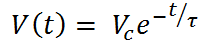 V(t) = V_c e^{-t/τ}